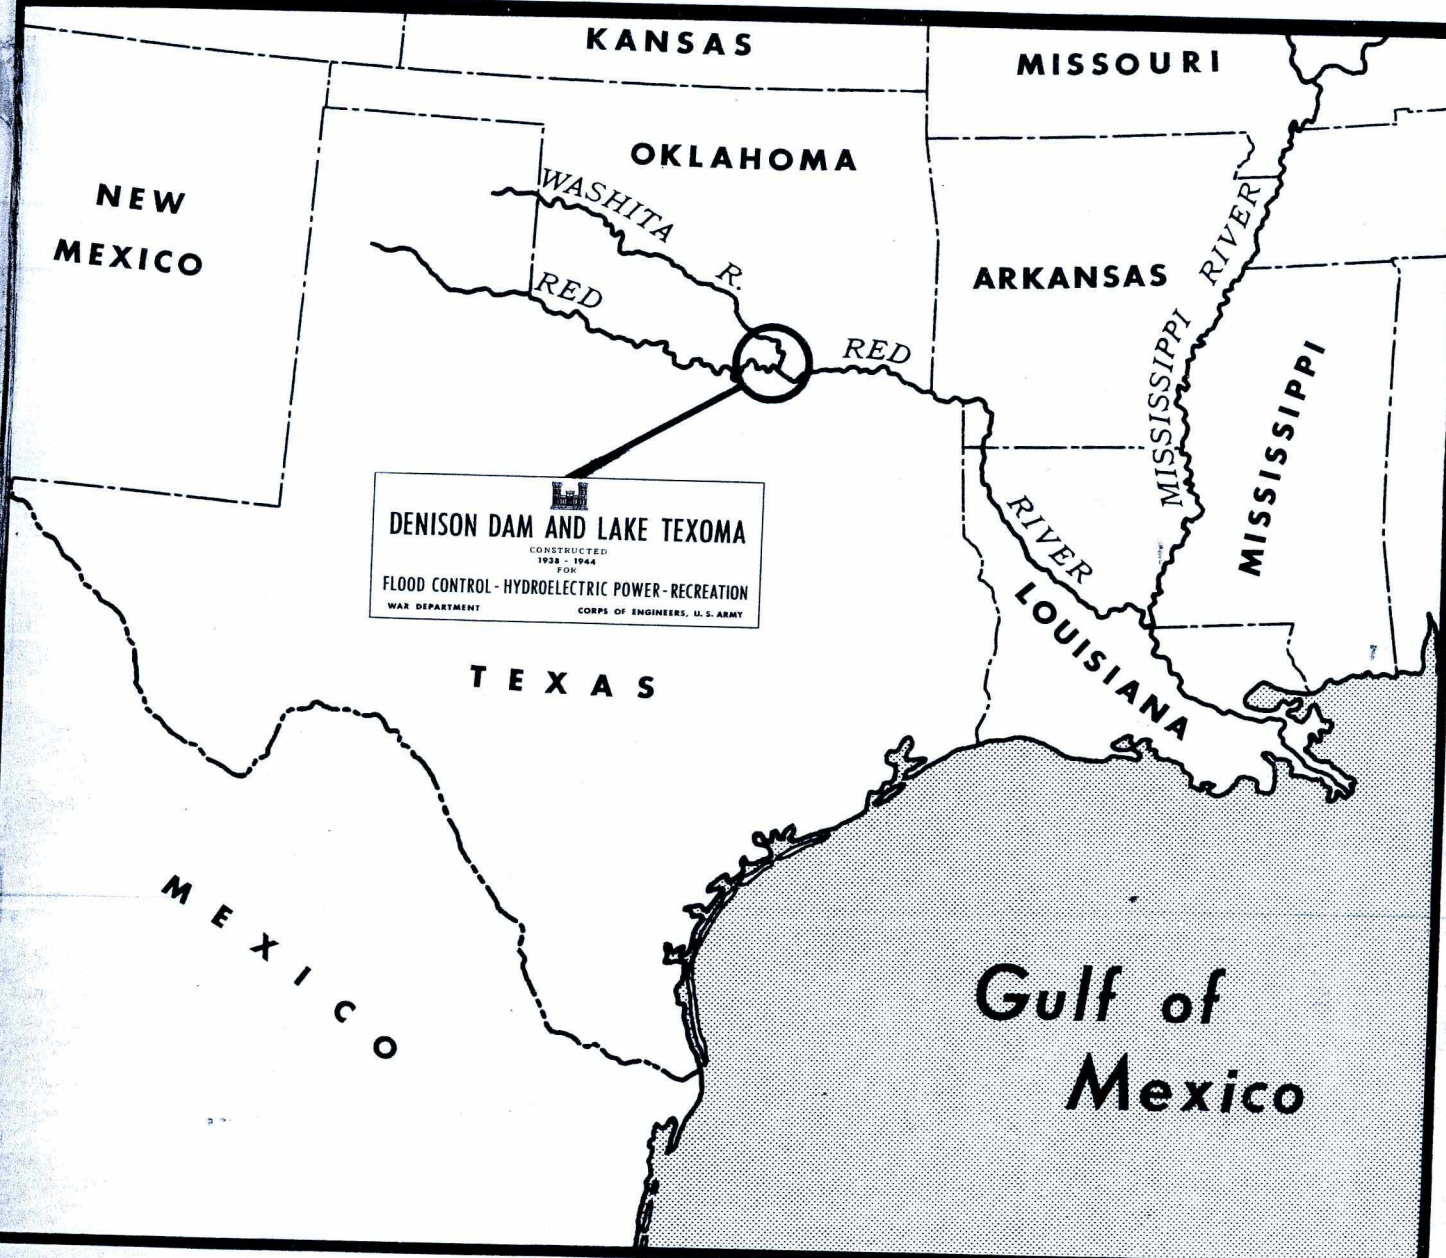 KANSAS
MISSOURI
OKLAHOMA
NEW
MEXICO
WASHITA
R.
RED
RED
RIVER
ARKANSAS
MISSISSIPPI RIVER
MISSISSIPPI
LOUISIANA
DENISON DAM AND LAKE TEXOMA
CONSTRUCTED
1938 - 1944
FOR
FLOOD CONTROL - HYDROELECTRIC POWER - RECREATION
WAR DEPARTMENT CORPS OF ENGINEERS, U. S. ARMY
TEXAS
MEXICO
Gulf of
Mexico